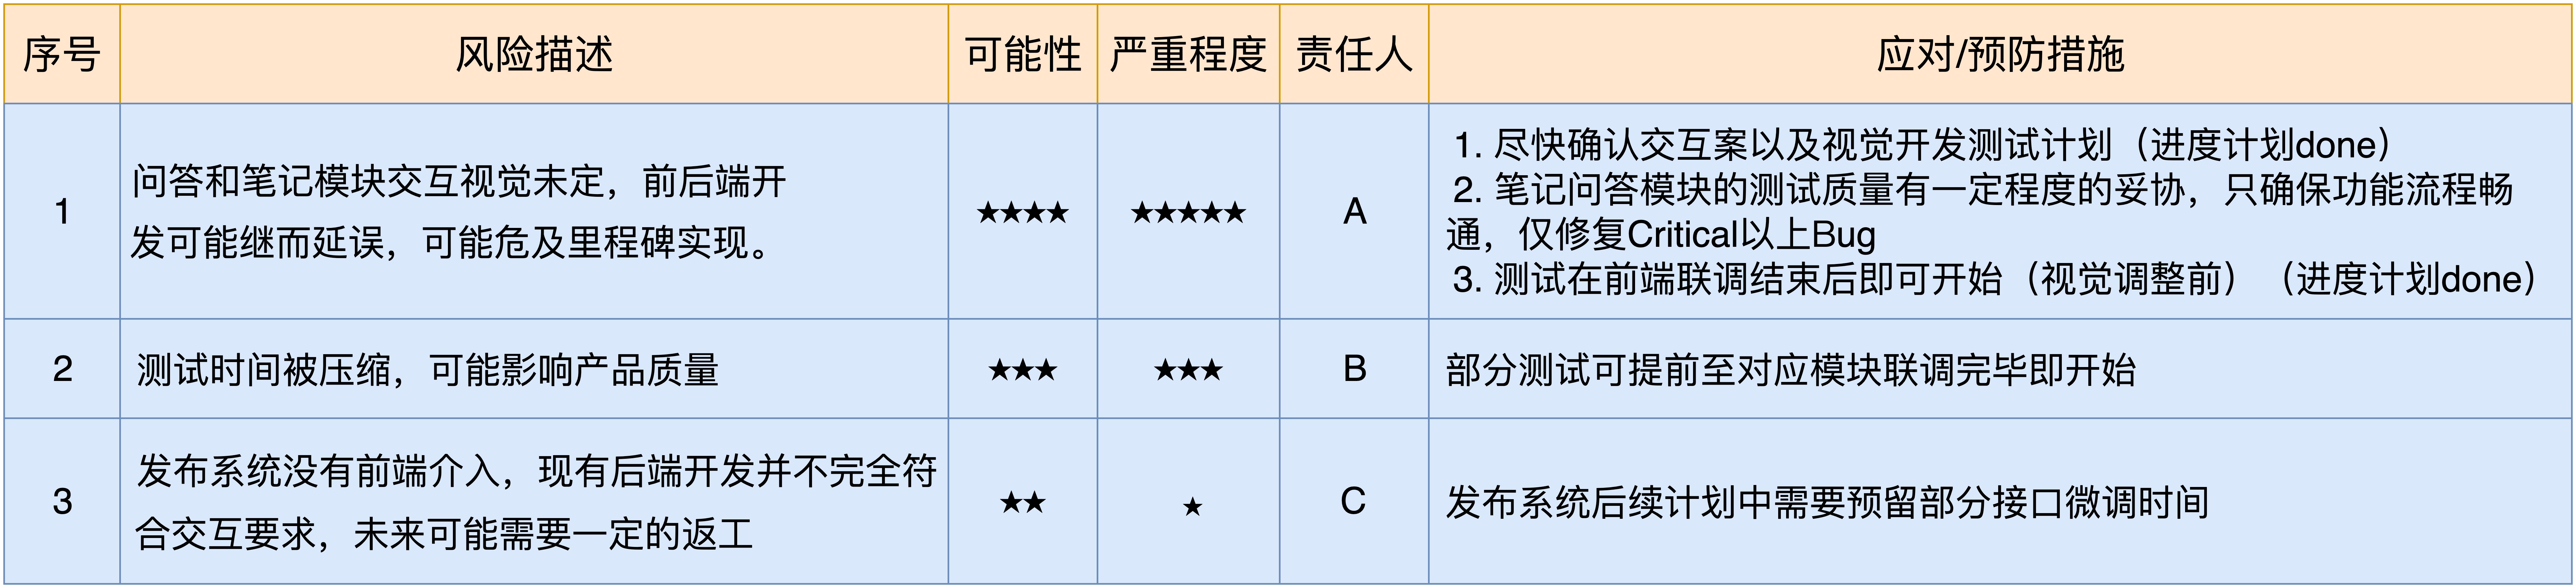 序号 风险描述 可能性 严重程度 责任人 应对/预防措施
1
问答和笔记模块交互视觉未定，前后端开
发可能继而延误，可能危及里程碑实现。
★★★★
★★★★★
A
1. 尽快确认交互案以及视觉开发测试计划（进度计划done）
2. 笔记问答模块的测试质量有一定程度的妥协，只确保功能流程畅
通，仅修复Critical以上Bug
3. 测试在前端联调结束后即可开始（视觉调整前）（进度计划done）
2
测试时间被压缩，可能影响产品质量
★★★
★★★
B
部分测试可提前至对应模块联调完毕即开始
3
发布系统没有前端介入，现有后端开发并不完全符
合交互要求，未来可能需要一定的返工
★★
★
C
发布系统后续计划中需要预留部分接口微调时间